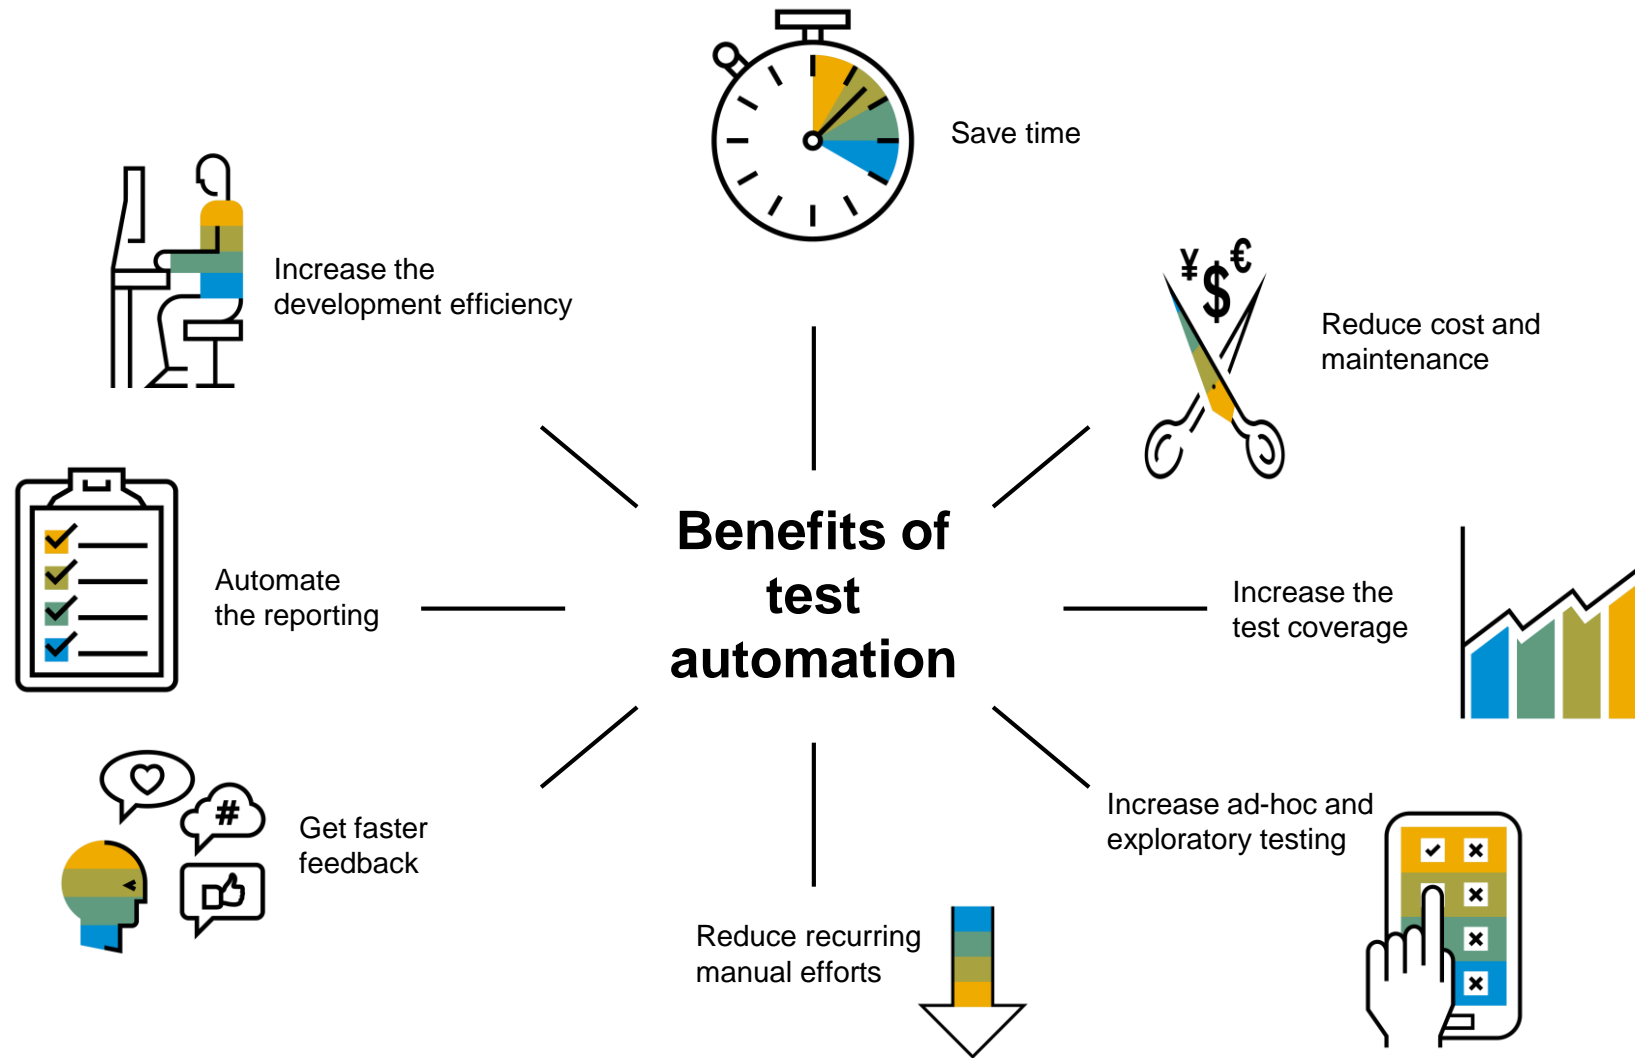 Save time
¥ $ €
Increase the
development efficiency
Reduce cost and
maintenance
Benefits of
test
automation
Automate
the reporting
Increase the
test coverage
#
Get faster
feedback
Increase ad-hoc and
exploratory testing
Reduce recurring
manual efforts